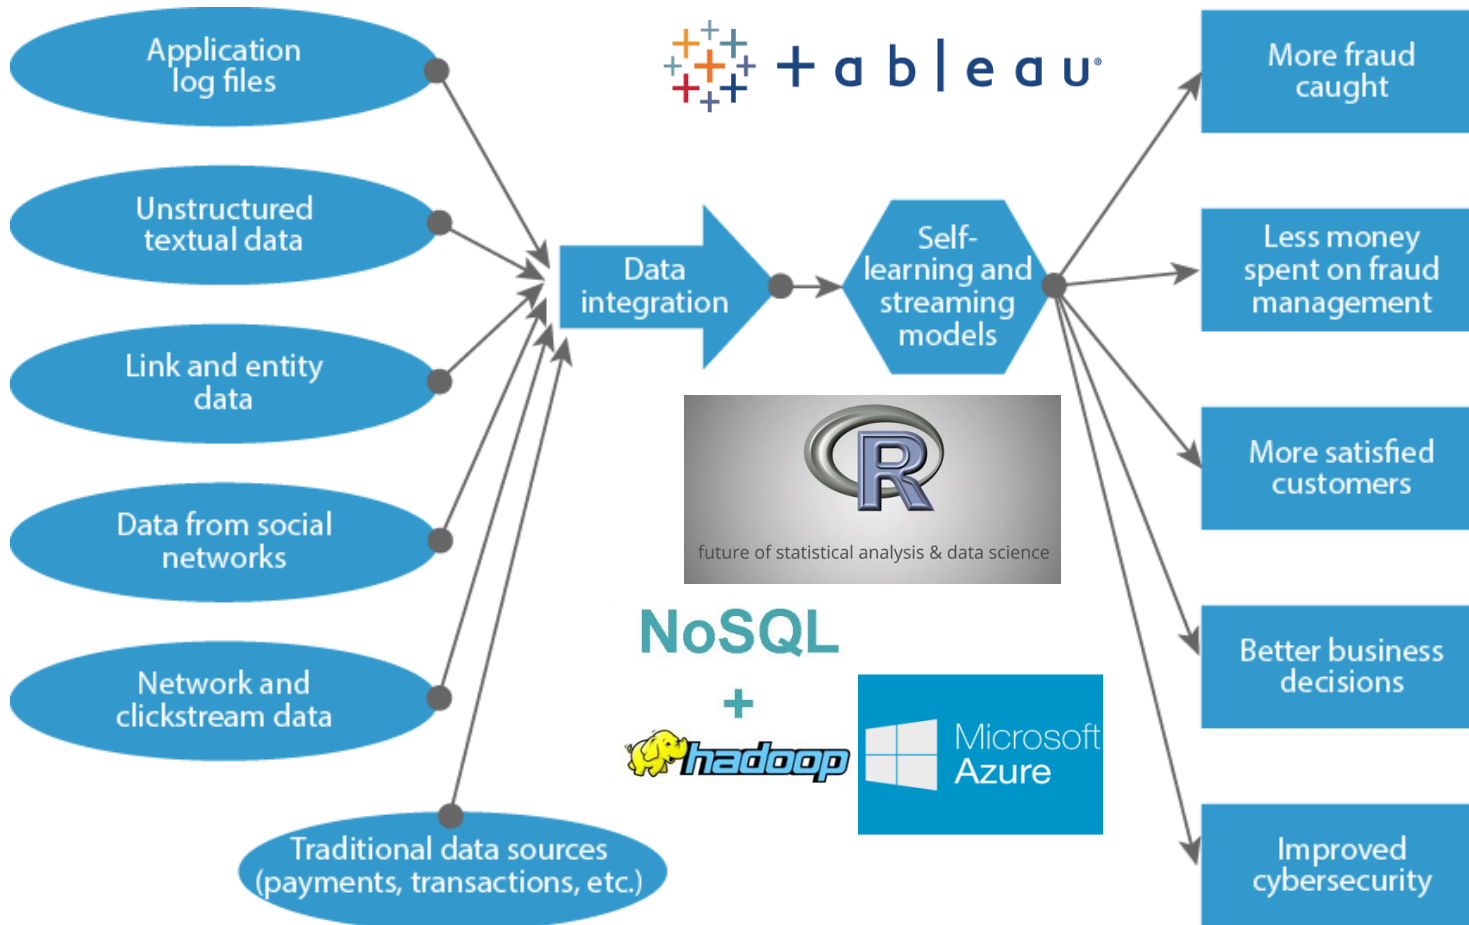 Application
log files
Unstructured
textual data
Link and entity
data
Data from social
networks
Network and
clickstream data
Traditional data sources
(payments, transactions, etc.)
Data
integration
+ableau®
Self-
learning and
streaming
models
R
future of statistical analysis & data science
NoSQL
+
hadoop
Microsoft
Azure
More fraud
caught
Less money
spent on fraud
management
More satisfied
customers
Better business
decisions
Improved
cybersecurity